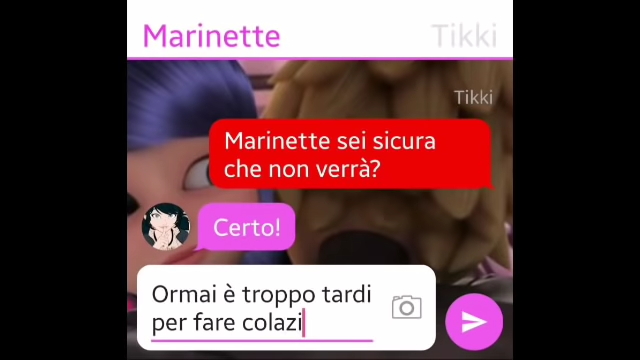 Marinette
Tikki
Tikki
Marinette sei sicura
che non verrà?
Certo!
Ormai è troppo tardi
per fare colazi